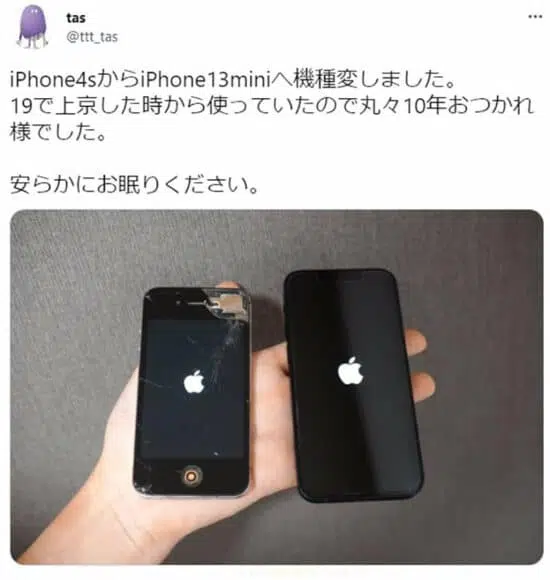 tas
@ttt_tas
iPhone4sからiPhone13miniへ機種変しました。
19で上京した時から使っていたので丸々10年おつかれ
様でした。
安らかにお眠りください。